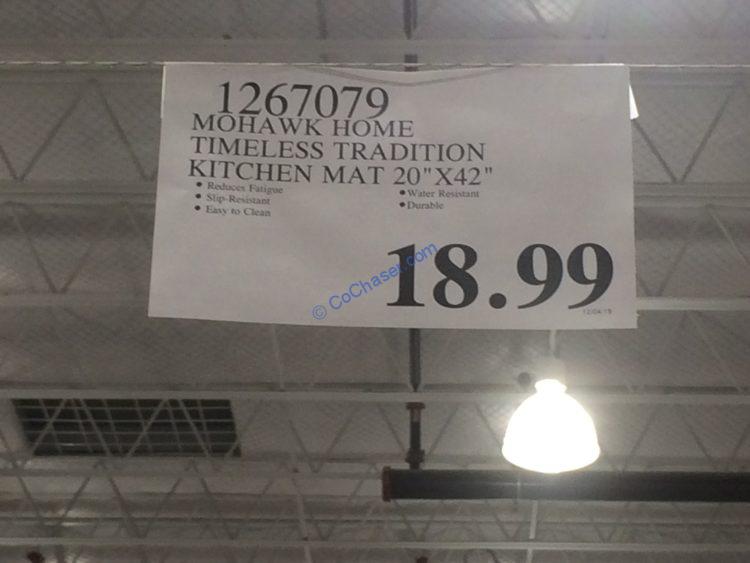 1267079
MOHAWK HOME
TIMELESS TRADITION
KITCHEN MAT 20"X42"
• Reduces Fatigue
• Slip-Resistant
• Easy to Clean
• Water Resistant
• Durable
18.99
© CoChaser.com
12/04/19